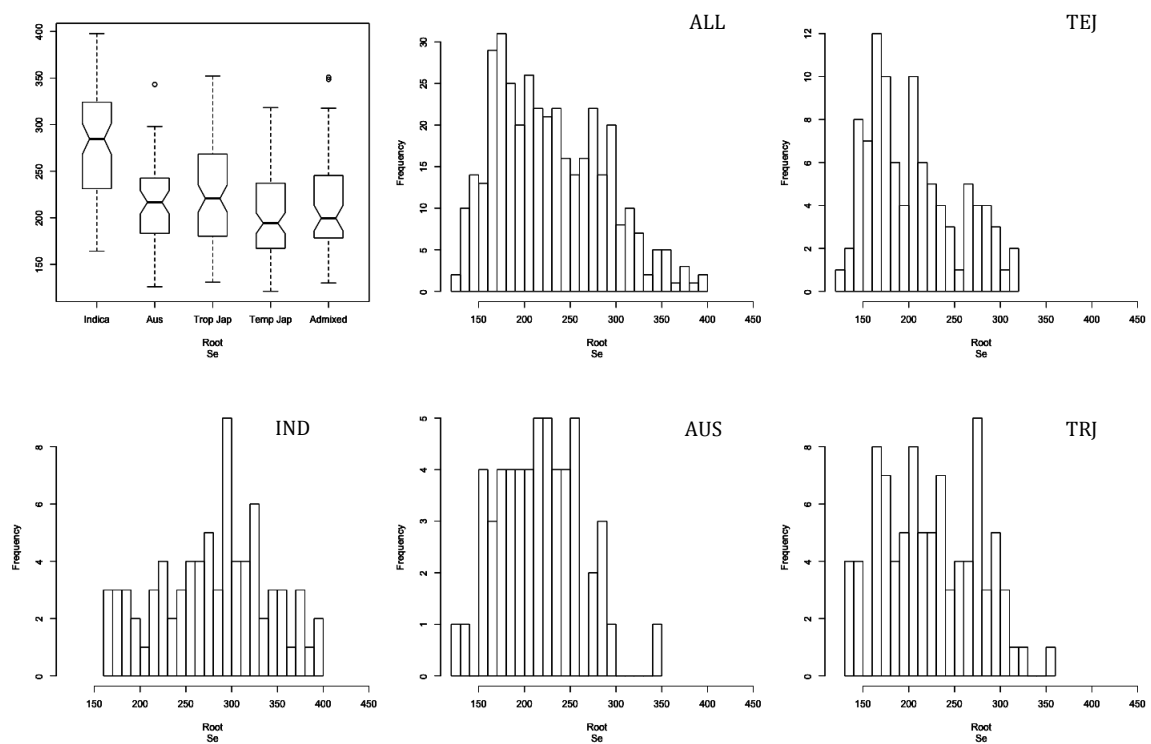 400
350
300
250
200
150
Indica Aus Trop Jap Temp Jap Admixed
Root
Se
ALL
Frequency
30
25
20
15
10
5
0
150 200 250 300 350 400 450
Root
Se
TEJ
Frequency
12
10
8
6
4
2
0
150 200 250 300 350 400 450
Root
Se
IND
Frequency
8
6
4
2
0
150 200 250 300 350 400 450
Root
Se
AUS
Frequency
5
4
3
2
1
0
150 200 250 300 350 400 450
Root
Se
TRJ
Frequency
8
6
4
2
0
150 200 250 300 350 400 450
Root
Se